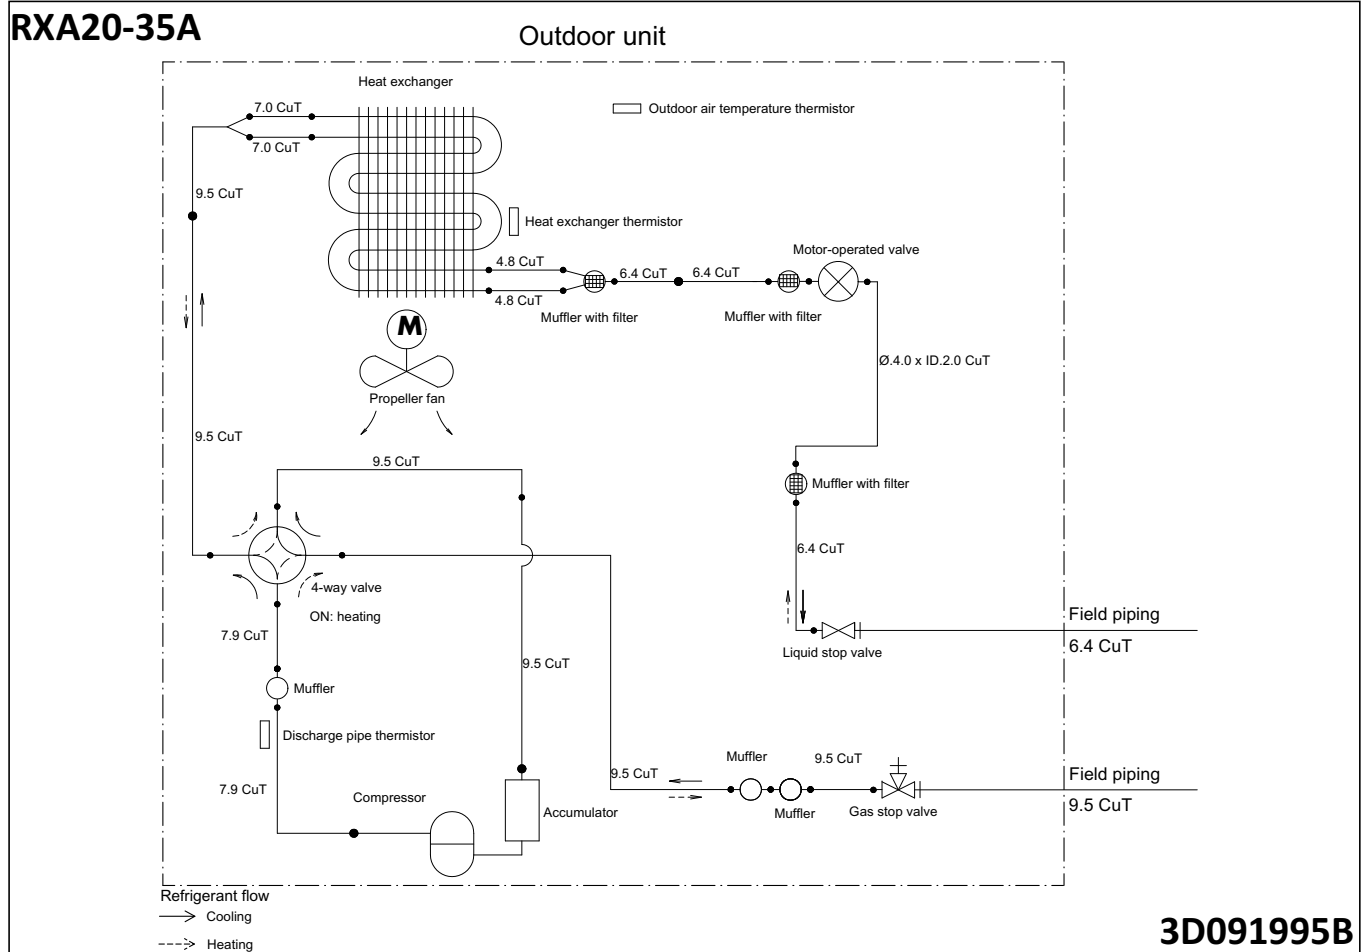 RXA20-35A
Outdoor unit
Heat exchanger
7.0 CuT
Outdoor air temperature thermistor
7.0 CuT
9.5 CuT
Heat exchanger thermistor
Motor-operated valve
4.8 CuT
6.4 CuT
6.4 CuT
4.8 CuT
Muffler with filter
Muffler with filter
M
Ø.4.0 x ID.2.0 CuT
Propeller fan
9.5 CuT
9.5 CuT
Muffler with filter
6.4 CuT
4-way valve
ON: heating
Field piping
7.9 CuT
6.4 CuT
Liquid stop valve
9.5 CuT
Muffler
Discharge pipe thermistor
Muffler
9.5 CuT
9.5 CuT
Field piping
7.9 CuT
Compressor
9.5 CuT
Accumulator
Muffler
Gas stop valve
Refrigerant flow
Cooling
Heating
3D091995B